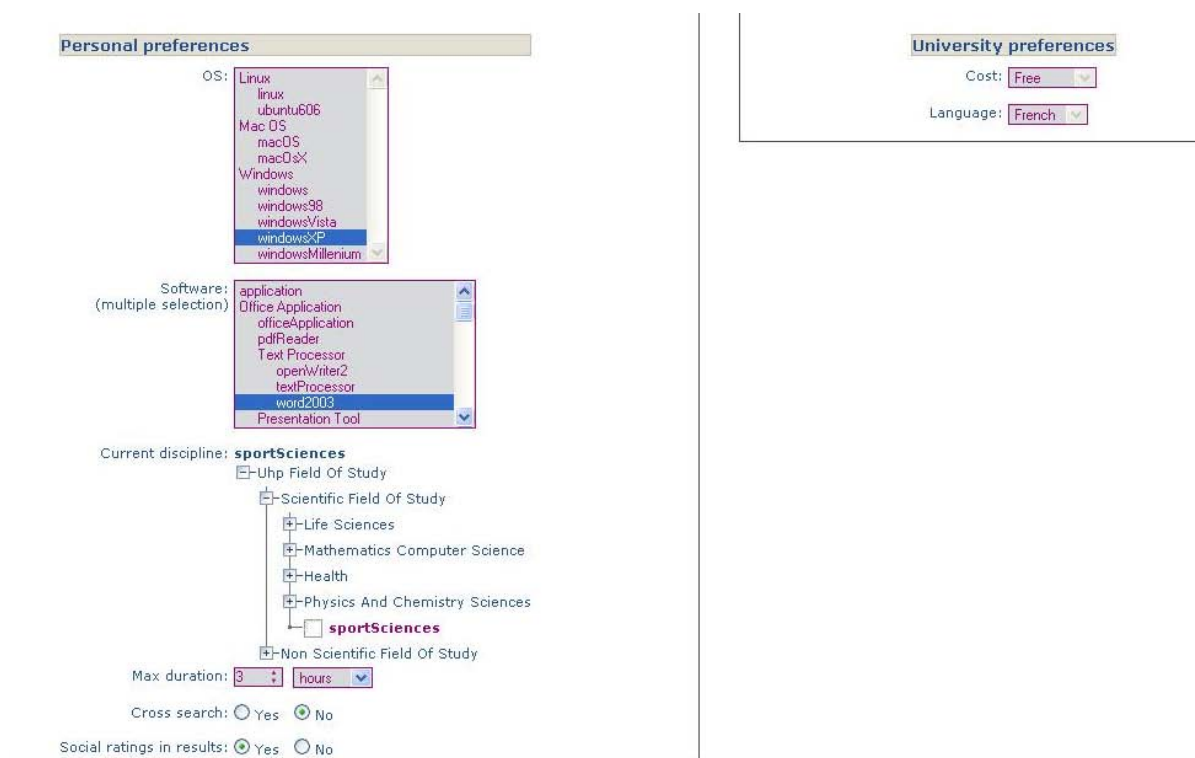 Personal preferences
OS:
Linux
linux
ubuntu606
Mac OS
macOS
macOsX
Windows
windows
windows98
windowsVista
windowsXP
windowsMillenium
Software:
(multiple selection)
application
Office Application
officeApplication
pdfReader
Text Processor
openWriter2
textProcessor
word2003
Presentation Tool
Current discipline: sportSciences
Uhp Field Of Study
Scientific Field Of Study
Life Sciences
Mathematics Computer Science
Health
Physics And Chemistry Sciences
sportSciences
Non Scientific Field Of Study
Max duration: 3 hours
Cross search: Yes No
Social ratings in results: Yes No
University preferences
Cost: Free
Language: French